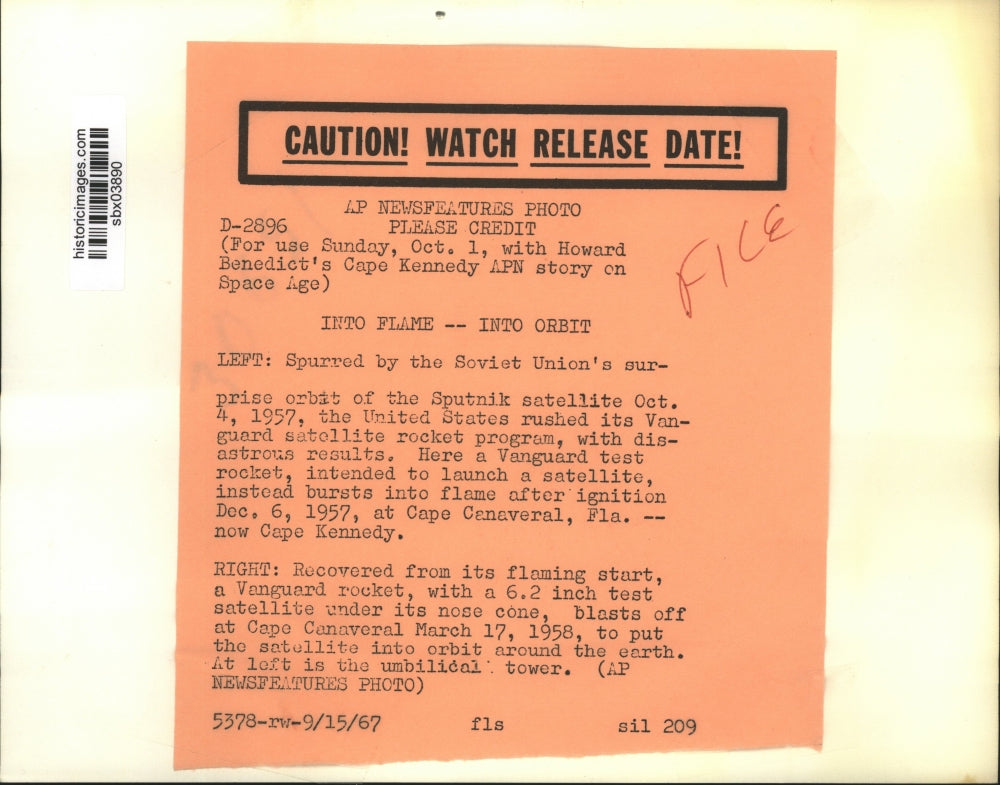 CAUTION! WATCH RELEASE DATE!
historicimages.com
sbx03890
AP NEWSFEATURES PHOTO
D-2896 PLEASE CREDIT
(For use Sunday, Oct. 1, with Howard
Benedict's Cape Kennedy APN story on
Space Age)
FILE
INTO FLAME -- INTO ORBIT
LEFT: Spurred by the Soviet Union's sur-
prise orbit of the Sputnik satellite Oct.
4, 1957, the United States rushed its Van-
guard satellite rocket program, with dis-
astrous results. Here a Vanguard test
rocket, intended to launch a satellite,
instead bursts into flame after ignition
Dec. 6, 1957, at Cape Canaveral, Fla. --
now Cape Kennedy.
RIGHT: Recovered from its flaming start,
a Vanguard rocket, with a 6.2 inch test
satellite under its nose cone, blasts off
at Cape Canaveral March 17, 1958, to put
the satellite into orbit around the earth.
At left is the umbilical tower. (AP
NEWSFEATURES PHOTO)
5378-rw-9/15/67 fls sil 209